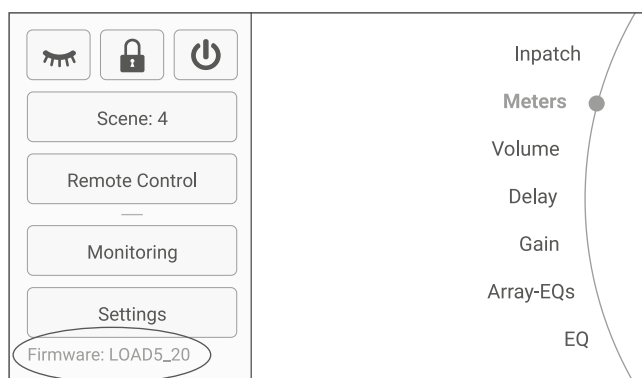 Scene: 4
Remote Control
Monitoring
Settings
Firmware: LOAD5_20
Inpatch
Meters
Volume
Delay
Gain
Array-EQs
EQ